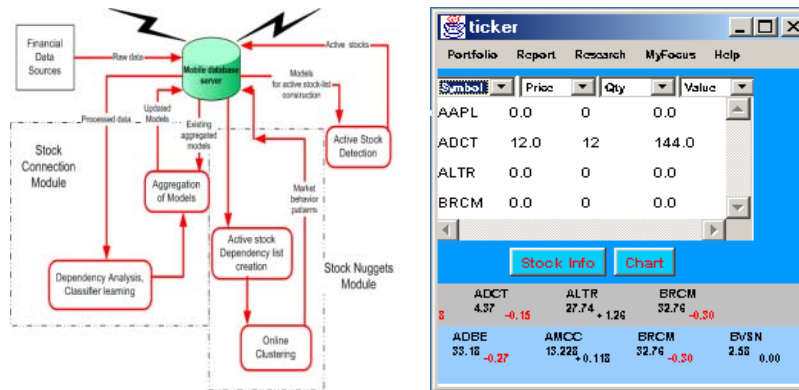 Financial
Data
Sources
Raw data
Mobile database
server
Active stocks
Models
for active stock-list
construction
Updated
Models
Processed data
Existing
aggregated
models
Stock
Connection
Module
Active Stock
Detection
Aggregation
of Models
Market
behavior
patterns
Active stock
Dependency list
creation
Dependency Analysis,
Classifier learning
Stock Nuggets
Module
Online
Clustering
ticker
Portfolio Report Research MyFocus Help
Symbol Price Qty Value
AAPL 0.0 0 0.0
ADCT 12.0 12 144.0
ALTR 0.0 0 0.0
BRCM 0.0 0 0.0
Stock Info Chart
ADCT ALTR BRCM
8 4.37 -0.15 27.74 +1.26 32.76 -0.30
ADBE AMCC BRCM BVSN
33.18 -0.27 13.228 +0.118 32.76 -0.30 2.58 0.00